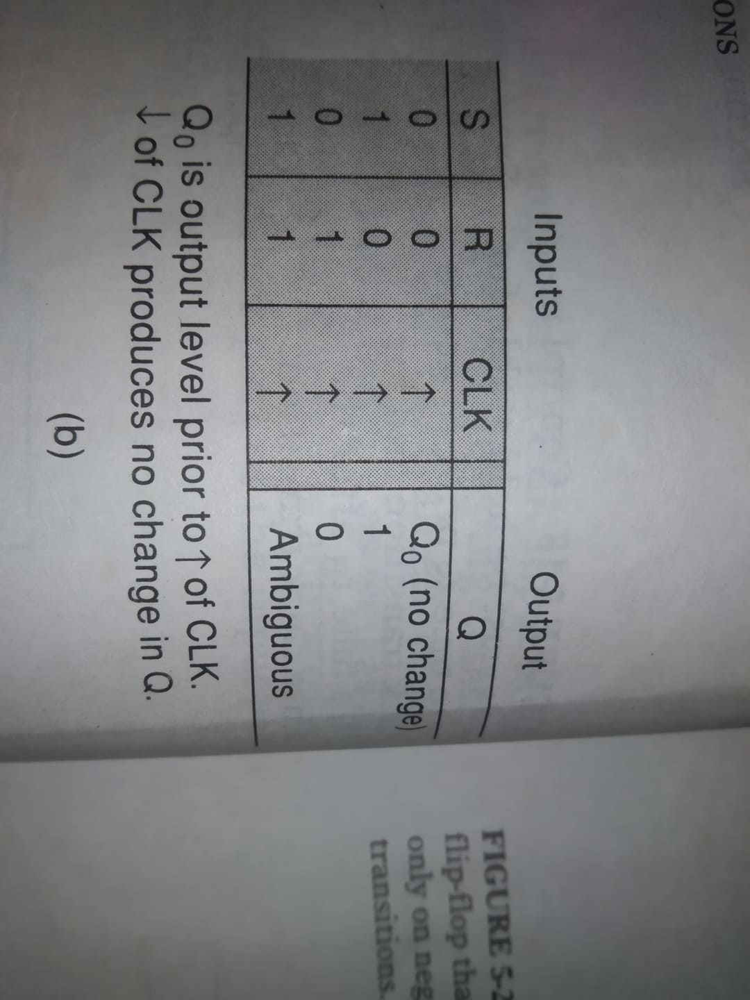 ONS
Inputs Output
S R CLK Q
0 0 ↑ Q₀ (no change)
1 0 ↑ 1
0 1 ↑ 0
1 1 ↑ Ambiguous
Q₀ is output level prior to ↑ of CLK.
↓ of CLK produces no change in Q.
(b)
FIGURE 5-2
flip-flop tha
only on neg
transitions.